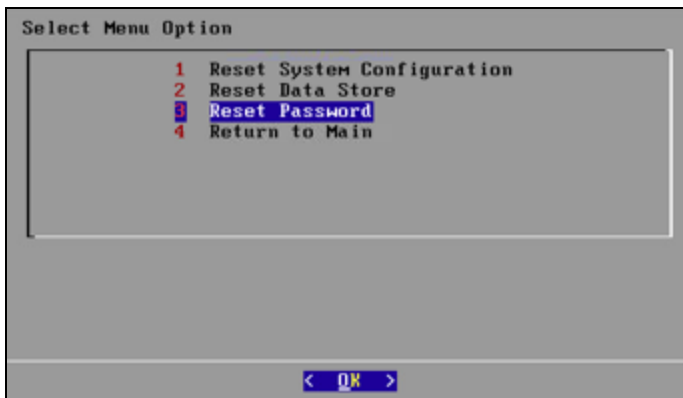 Select Menu Option
1 Reset System Configuration
2 Reset Data Store
3 Reset Password
4 Return to Main
< OK >